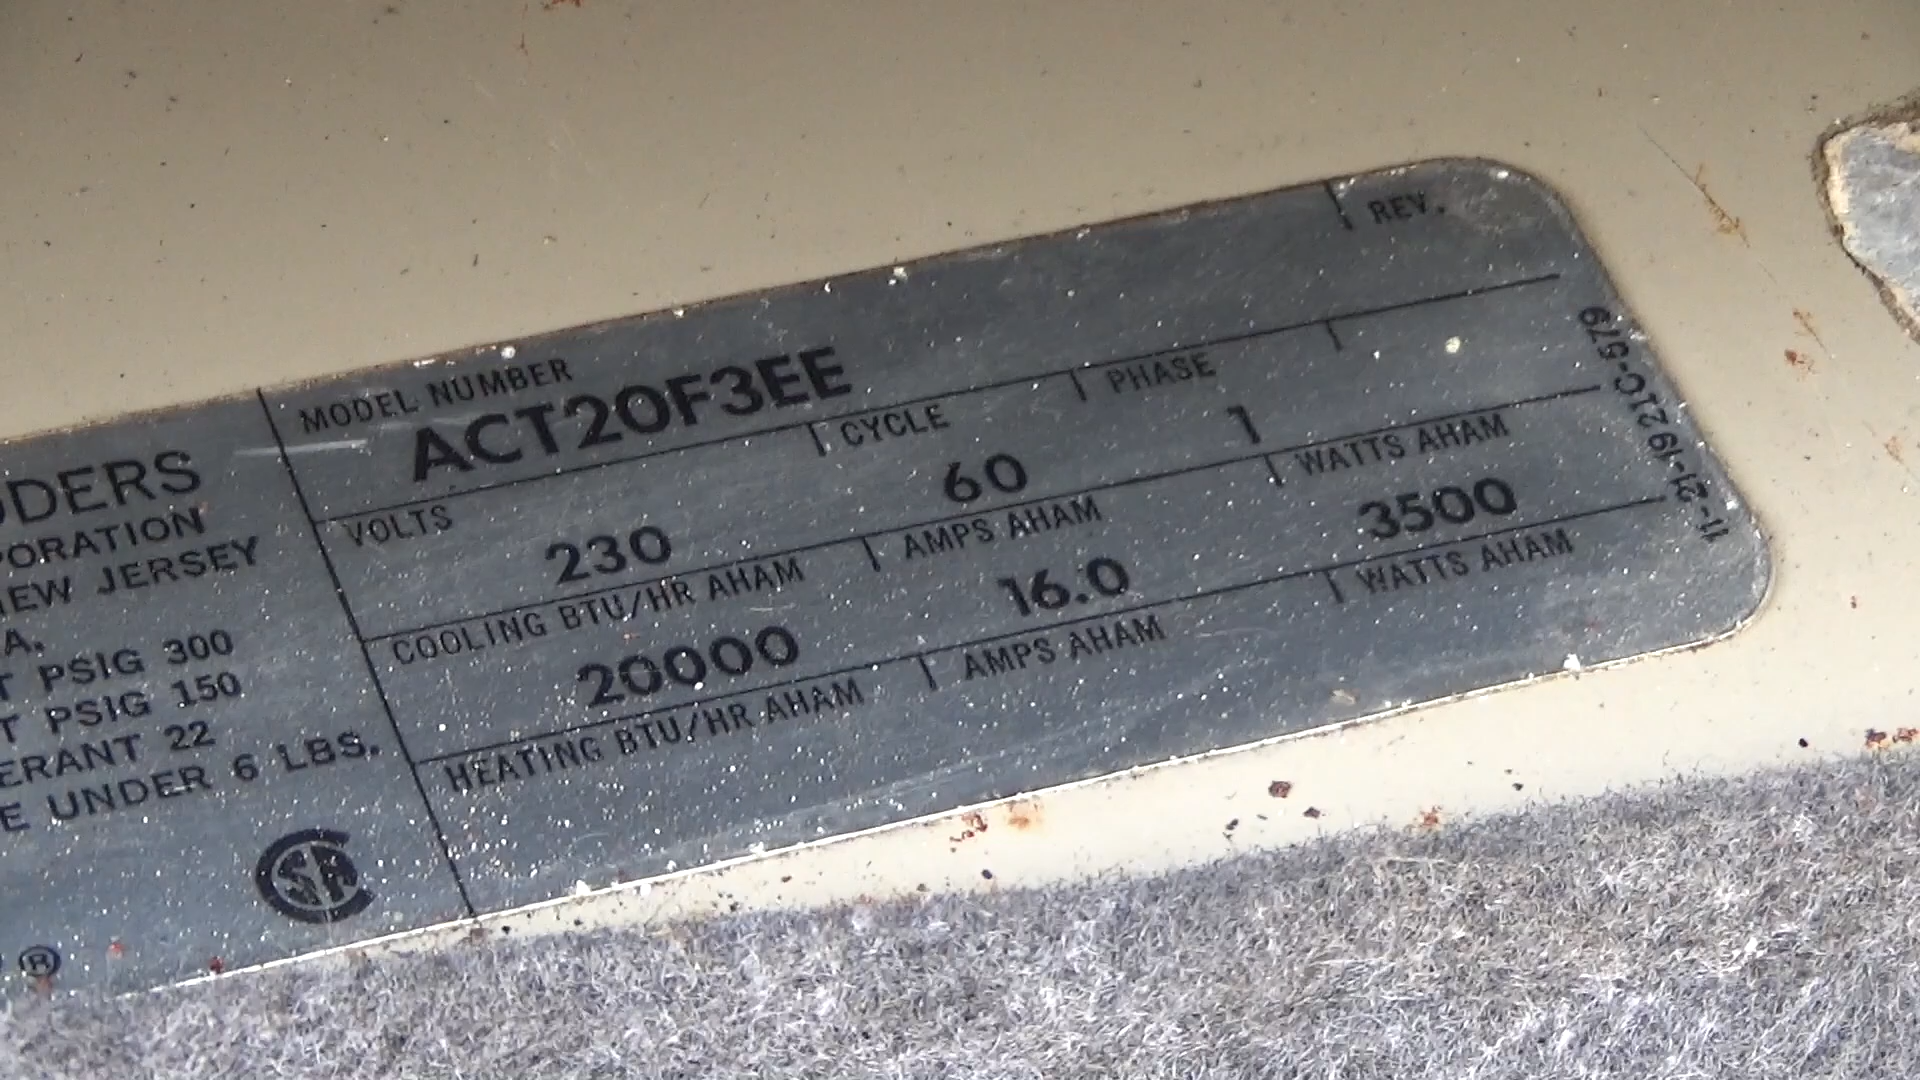 DERS
PORATION
EW JERSEY
A.
T PSIG 300
T PSIG 150
ERANT 22
E UNDER 6 LBS.
®
MODEL NUMBER
REV.
ACT20F3EE
VOLTS CYCLE PHASE
230 60 1
COOLING BTU/HR AHAM AMPS AHAM WATTS AHAM
20000 16.0 3500
HEATING BTU/HR AHAM AMPS AHAM WATTS AHAM
11-21-19 21C-579